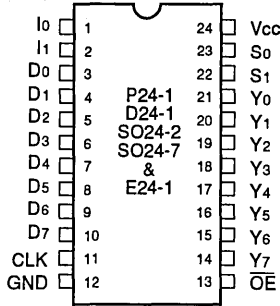 I0 1 24 Vcc
I1 2 23 S0
D0 3 22 S1
D1 4 P24-1 21 Y0
D2 5 D24-1 20 Y1
D3 6 SO24-2 19 Y2
D4 7 SO24-7 18 Y3
D5 8 & 17 Y4
D6 9 E24-1 16 Y5
D7 10 15 Y6
CLK 11 14 Y7
GND 12 13 OE